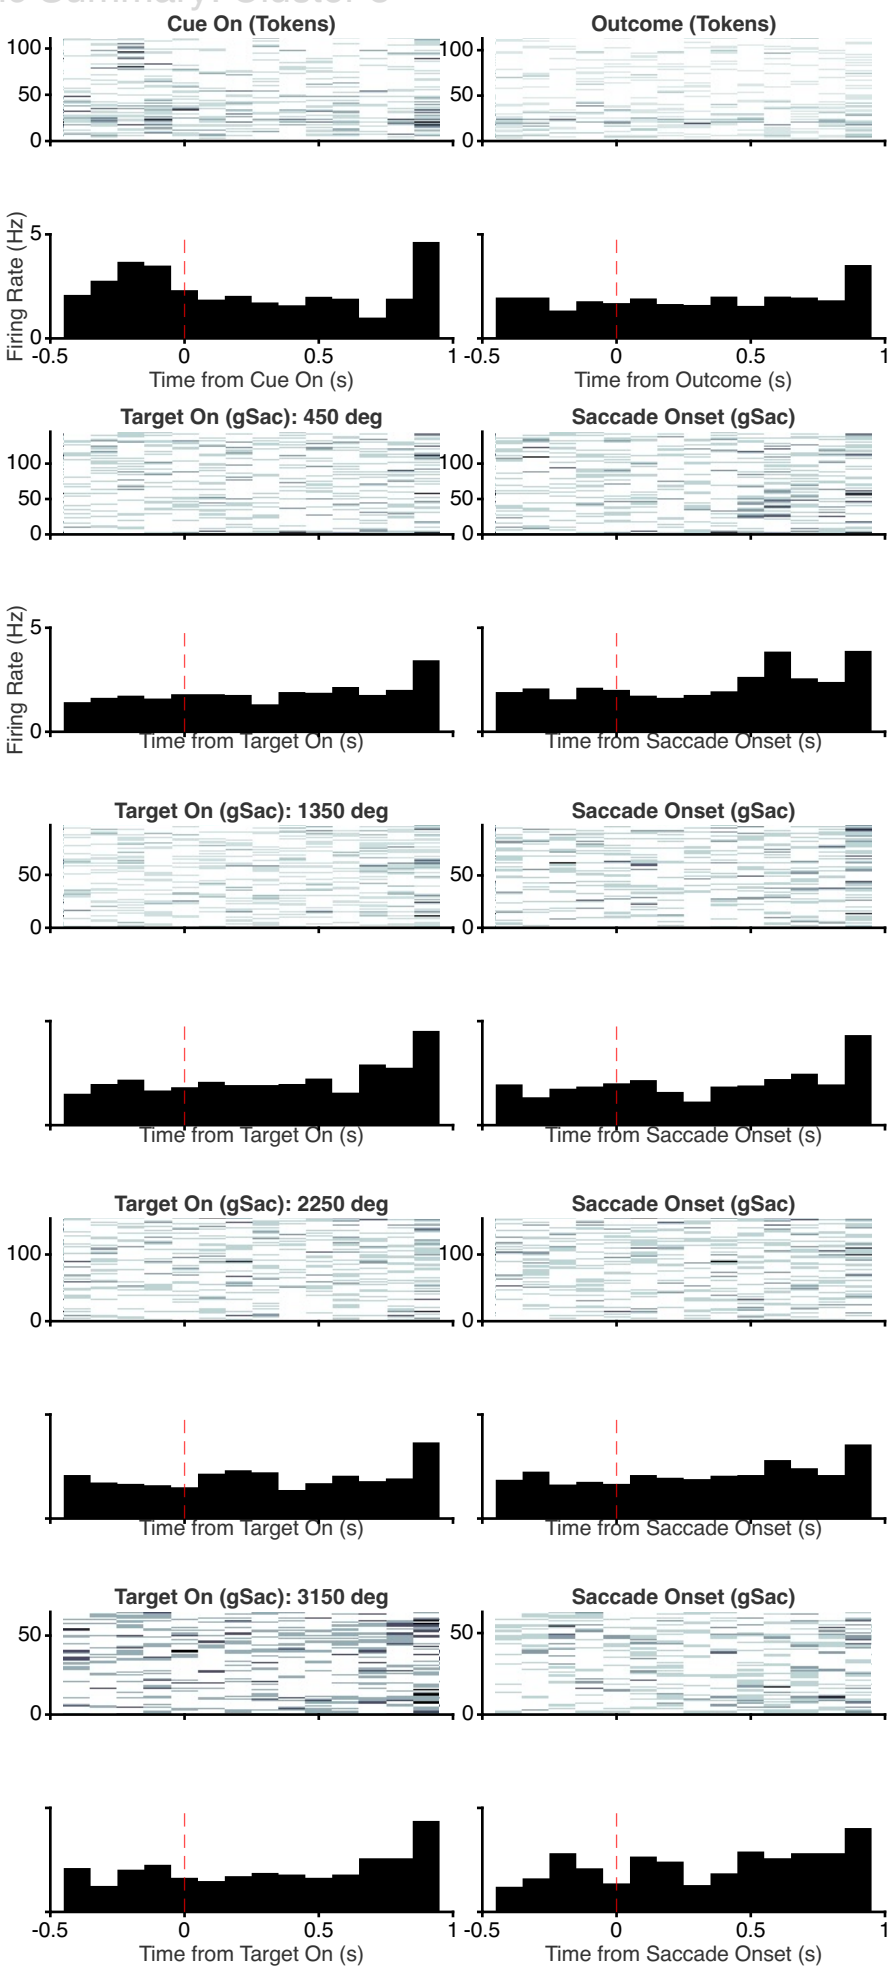 Summary: Cluster
Cue On (Tokens) Outcome (Tokens)
100 100
50 50
0 0
Firing Rate (Hz)
5
0
-0.5 0 0.5 1 -0.5 0 0.5 1
Time from Cue On (s) Time from Outcome (s)
Target On (gSac): 450 deg Saccade Onset (gSac)
100 100
50 50
0 0
Firing Rate (Hz)
5
0
Time from Target On (s) Time from Saccade Onset (s)
Target On (gSac): 1350 deg Saccade Onset (gSac)
50 50
0 0
Time from Target On (s) Time from Saccade Onset (s)
Target On (gSac): 2250 deg Saccade Onset (gSac)
100 100
0 0
Time from Target On (s) Time from Saccade Onset (s)
Target On (gSac): 3150 deg Saccade Onset (gSac)
50 50
0 0
-0.5 0 0.5 1 -0.5 0 0.5 1
Time from Target On (s) Time from Saccade Onset (s)